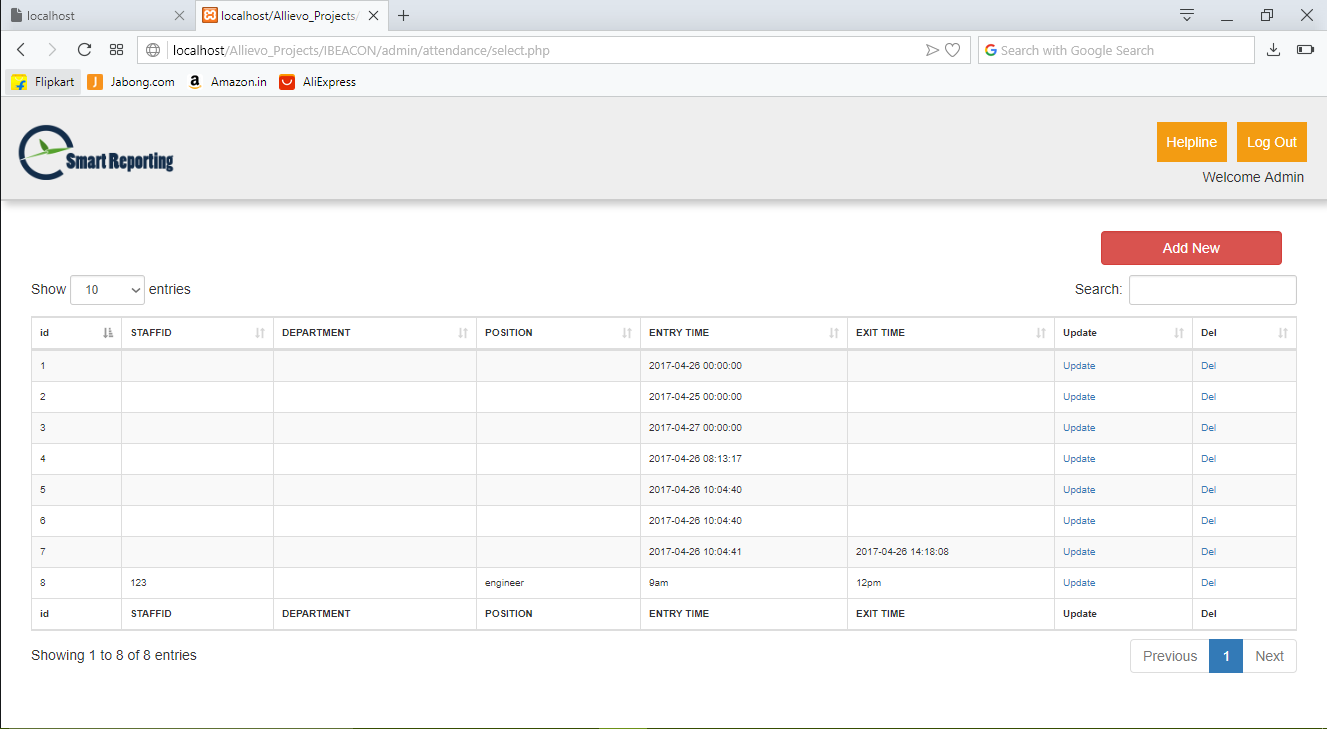 localhost
localhost/Allievo_Projects/
localhost/Allievo_Projects/IBEACON/admin/attendance/select.php
Search with Google Search
Flipkart Jabong.com Amazon.in AliExpress
Smart Reporting
Helpline Log Out
Welcome Admin
Add New
Show 10 entries Search:
id STAFFID DEPARTMENT POSITION ENTRY TIME EXIT TIME Update Del
1 2017-04-26 00:00:00 Update Del
2 2017-04-25 00:00:00 Update Del
3 2017-04-27 00:00:00 Update Del
4 2017-04-26 08:13:17 Update Del
5 2017-04-26 10:04:40 Update Del
6 2017-04-26 10:04:40 Update Del
7 2017-04-26 10:04:41 2017-04-26 14:18:08 Update Del
8 123 engineer 9am 12pm Update Del
id STAFFID DEPARTMENT POSITION ENTRY TIME EXIT TIME Update Del
Showing 1 to 8 of 8 entries Previous 1 Next